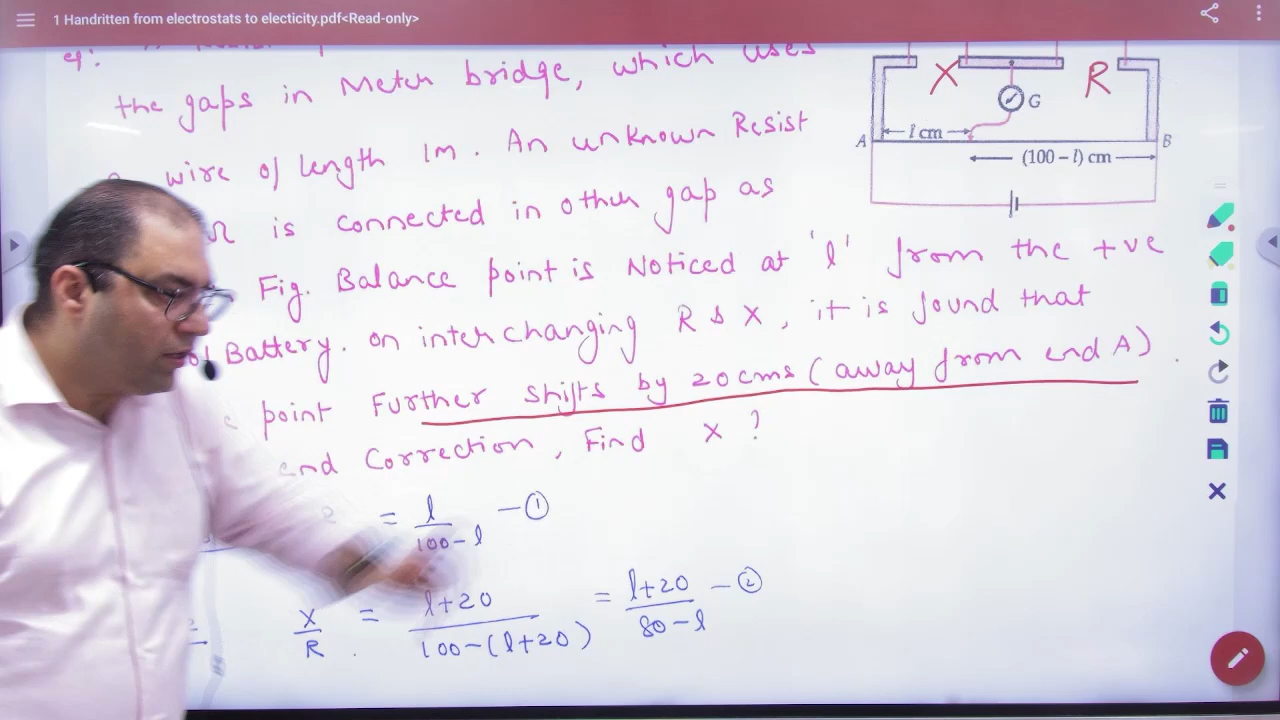 1 Handritten from electrostats to electicity.pdf<Read-only>
eg:
the gaps in Meter bridge, which uses
wire of length 1m. An unknown Resist
Ω is connected in other gap as
Fig. Balance point is Noticed at 'l' from the +ve
Battery. on interchanging R & X, it is found that
point Further shifts by 20cms (away from end A).
end Correction, Find X ?
= l/100-l - ①
X/R = l+20/100-(l+20) = l+20/80-l - ②
X R
G
A l cm B
(100 – l) cm